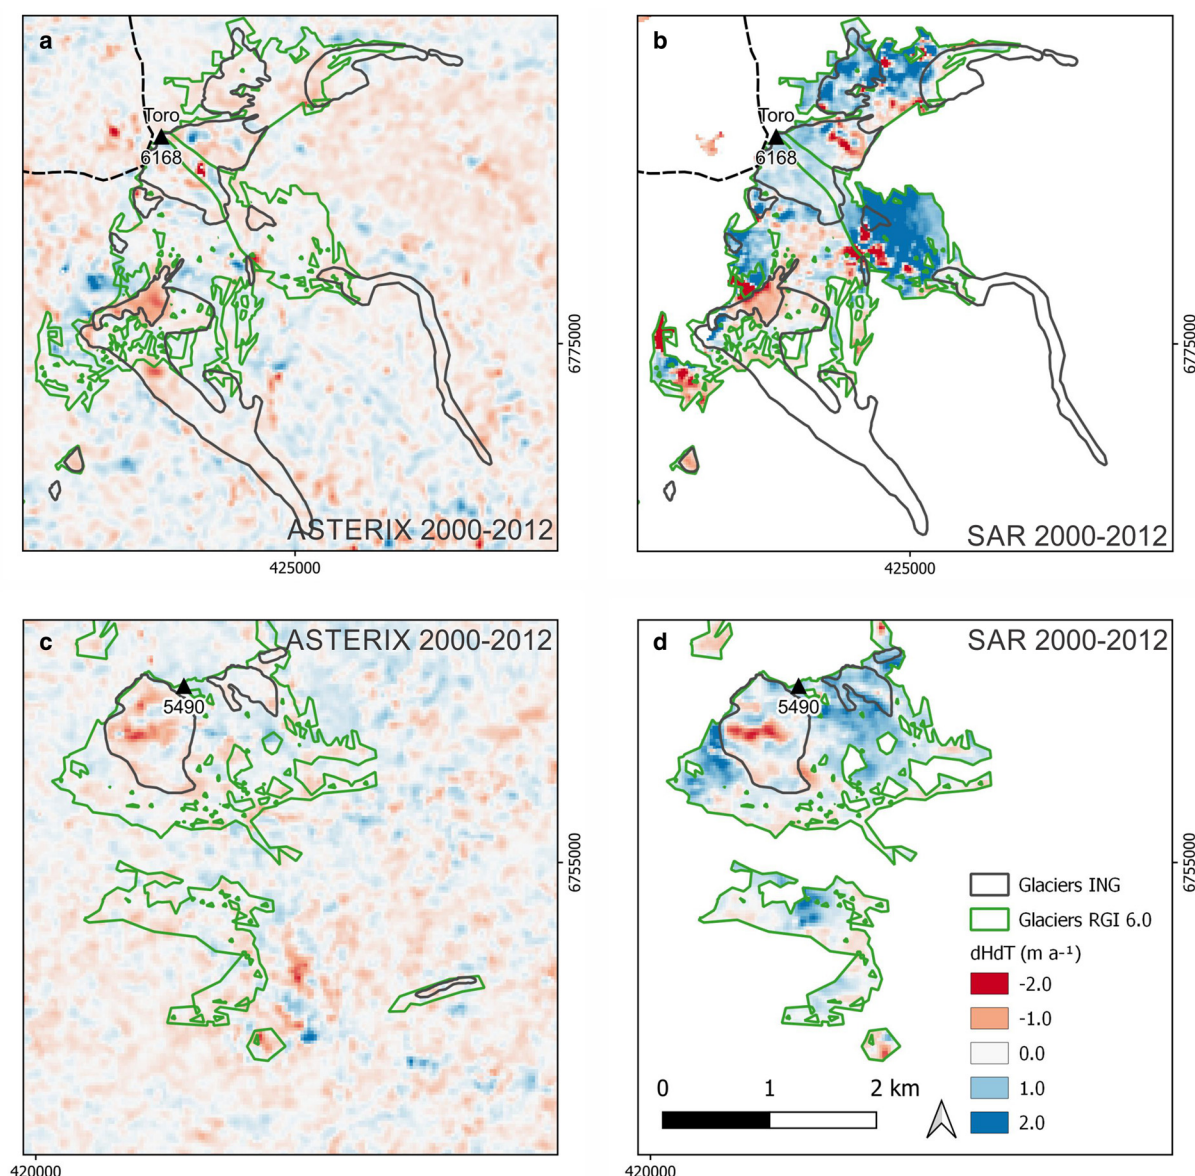 a
Toro
6168
ASTERIX 2000-2012
425000
6775000
b
Toro
6168
SAR 2000-2012
425000
6775000
c
ASTERIX 2000-2012
5490
6755000
420000
d
SAR 2000-2012
5490
6755000
Glaciers ING
Glaciers RGI 6.0
dHdT (m a⁻¹)
-2.0
-1.0
0.0
1.0
2.0
0 1 2 km
420000